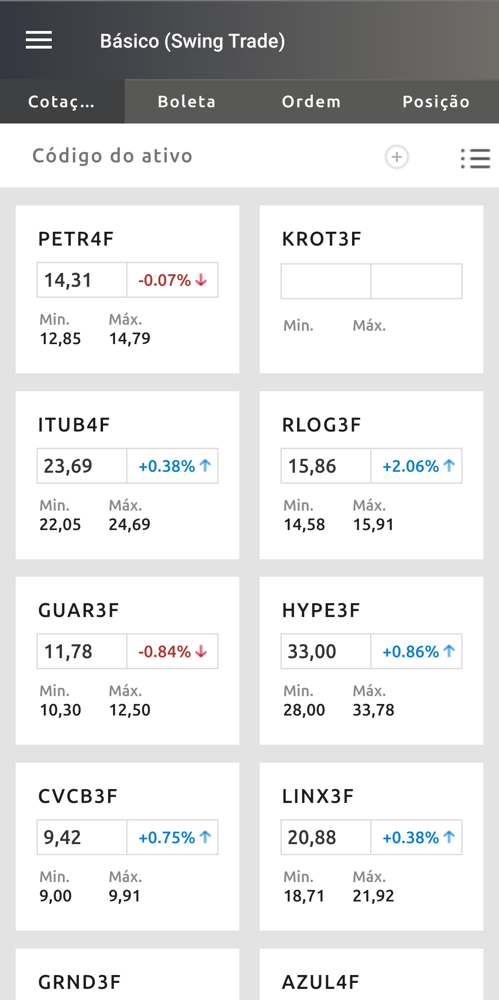 Básico (Swing Trade)
Cotaç...
Boleta
Ordem
Posição
Código do ativo
PETR4F
14,31
-0.07%
Min.
Máx.
12,85
14,79
KROT3F
Min.
Máx.
ITUB4F
23,69
+0.38%
Min.
Máx.
22,05
24,69
RLOG3F
15,86
+2.06%
Min.
Máx.
14,58
15,91
GUAR3F
11,78
-0.84%
Min.
Máx.
10,30
12,50
HYPE3F
33,00
+0.86%
Min.
Máx.
28,00
33,78
CVCB3F
9,42
+0.75%
Min.
Máx.
9,00
9,91
LINX3F
20,88
+0.38%
Min.
Máx.
18,71
21,92
GRND3F
AZUL4F